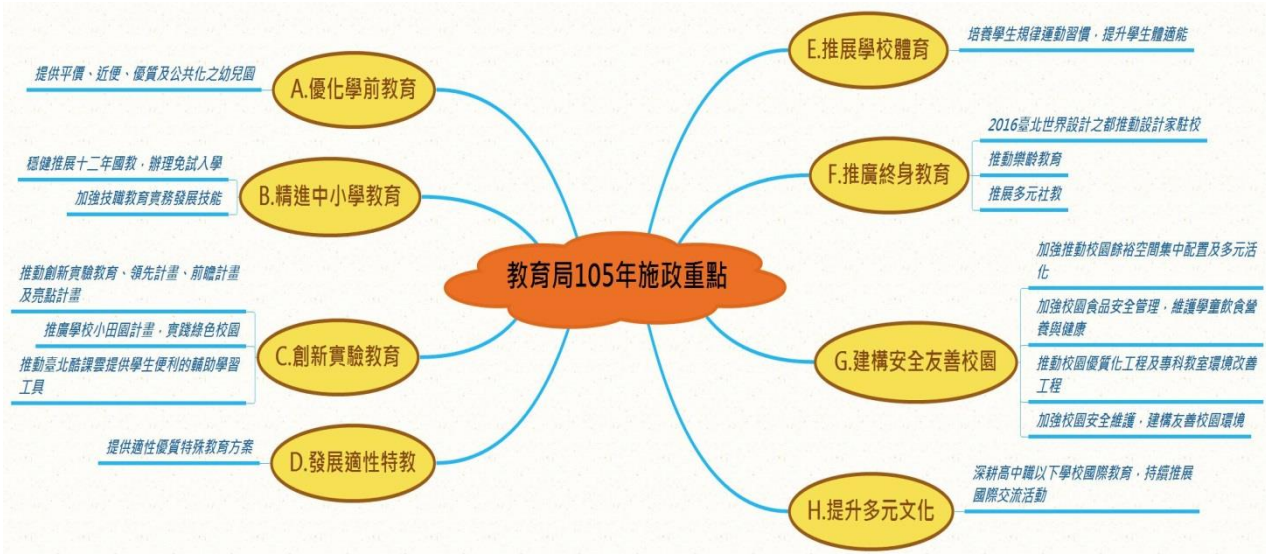 教育局105年施政重點
A.優化學前教育
提供平價、近便、優質及公共化之幼兒園
B.精進中小學教育
穩健推展十二年國教，辦理免試入學
加強技職教育實務發展技能
C.創新實驗教育
推動創新實驗教育、領先計畫、前瞻計畫
及亮點計畫
推廣學校小田園計畫，實踐綠色校園
推動臺北酷課雲提供學生便利的輔助學習
工具
D.發展適性特教
提供適性優質特殊教育方案
E.推展學校體育
培養學生規律運動習慣，提升學生體適能
F.推廣終身教育
2016臺北世界設計之都推動設計家駐校
推動樂齡教育
推展多元社教
G.建構安全友善校園
加強推動校園餘裕空間集中配置及多元活
化
加強校園食品安全管理，維護學童飲食營
養與健康
推動校園優質化工程及專科教室環境改善
工程
加強校園安全維護，建構友善校園環境
H.提升多元文化
深耕高中職以下學校國際教育，持續推展
國際交流活動